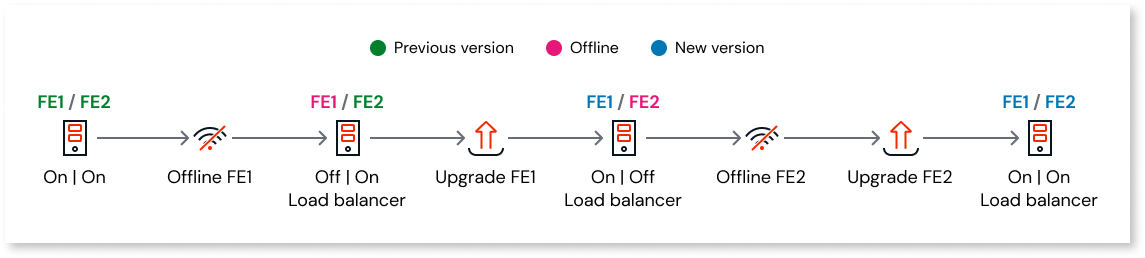 Previous version
Offline
New version
FE1 / FE2
FE1 / FE2
FE1 / FE2
FE1 / FE2
On | On
Offline FE1
Off | On
Load balancer
Upgrade FE1
On | Off
Load balancer
Offline FE2
Upgrade FE2
On | On
Load balancer